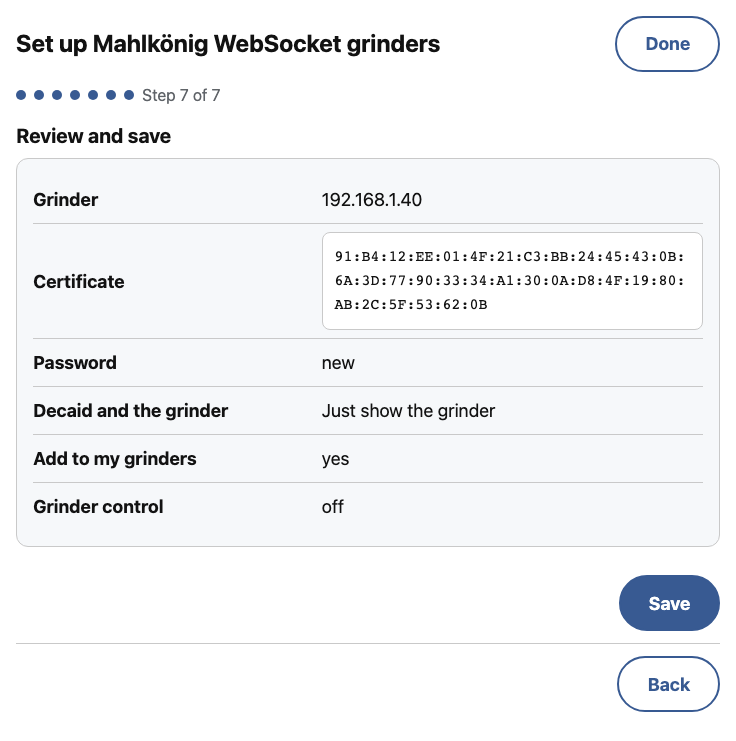 Set up Mahlkönig WebSocket grinders
Done
Step 7 of 7
Review and save
Grinder 192.168.1.40
Certificate
91:B4:12:EE:01:4F:21:C3:BB:24:45:43:0B:
6A:3D:77:90:33:34:A1:30:0A:D8:4F:19:80:
AB:2C:5F:53:62:0B
Password new
Decaid and the grinder Just show the grinder
Add to my grinders yes
Grinder control off
Save
Back